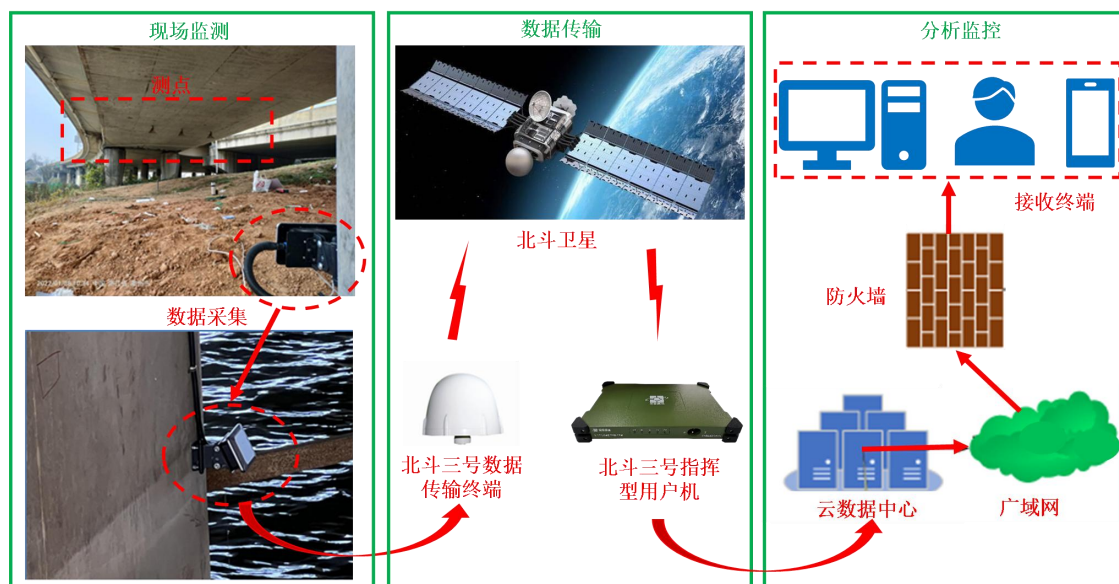 现场监测
测点
数据采集
数据传输
北斗卫星
北斗三号数据
传输终端
北斗三号指挥
型用户机
分析监控
接收终端
防火墙
云数据中心
广域网